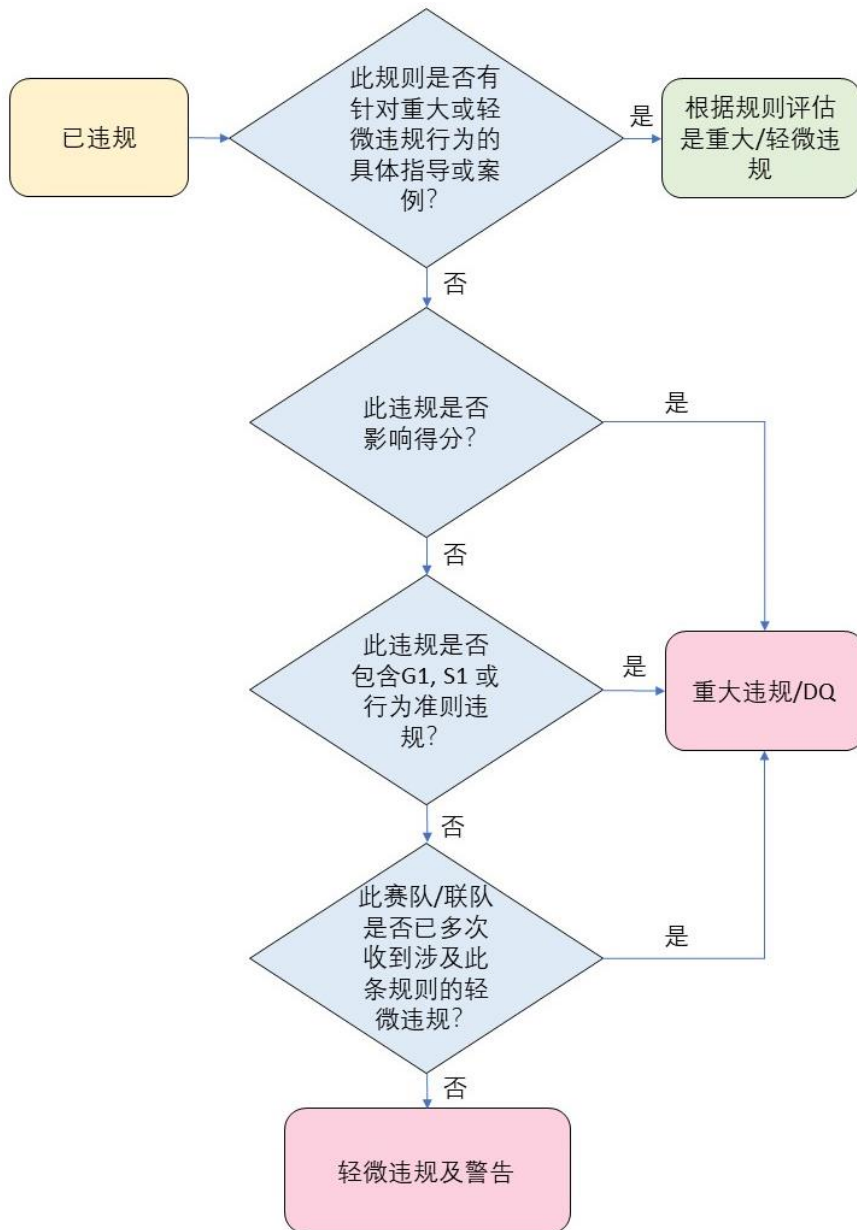 已违规
此规则是否有
针对重大或轻
微违规行为的
具体指导或案
例？
是
根据规则评估
是重大/轻微违
规
否
此违规是否
影响得分？
是
否
此违规是否
包含G1, S1 或
行为准则违
规？
是
重大违规/DQ
否
此赛队/联队
是否已多次
收到涉及此
条规则的轻
微违规？
是
否
轻微违规及警告